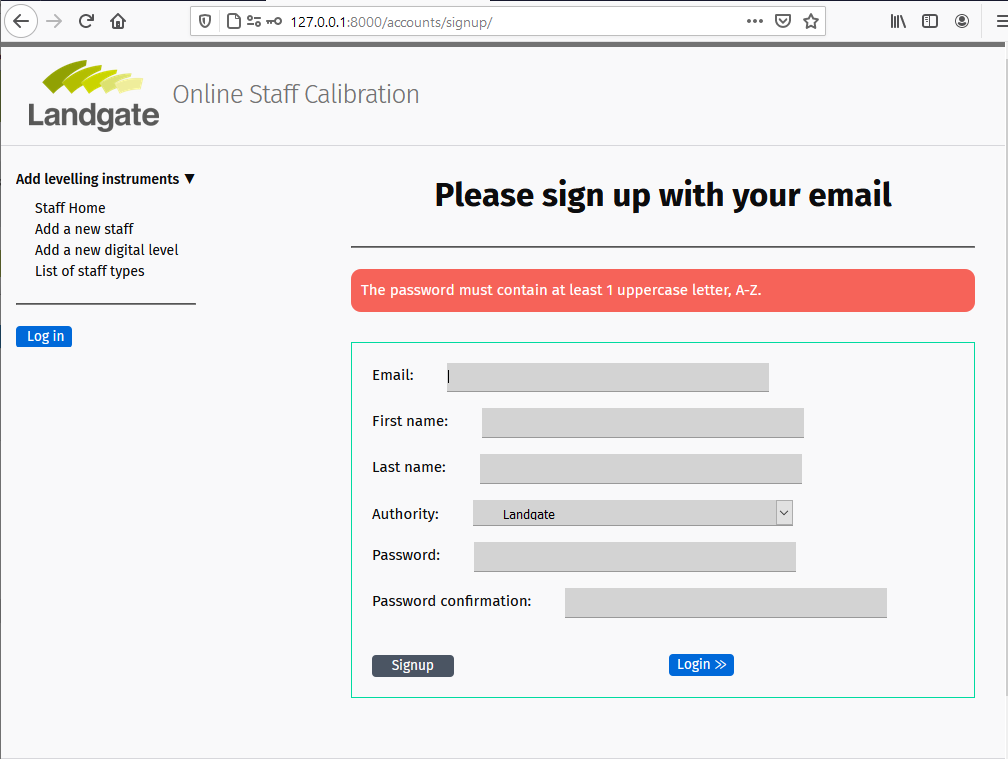 127.0.0.1:8000/accounts/signup/
Landgate
Online Staff Calibration
Add levelling instruments ▼
Staff Home
Add a new staff
Add a new digital level
List of staff types
Log in
Please sign up with your email
The password must contain at least 1 uppercase letter, A-Z.
Email:
First name:
Last name:
Authority: Landgate
Password:
Password confirmation:
Signup Login ≫